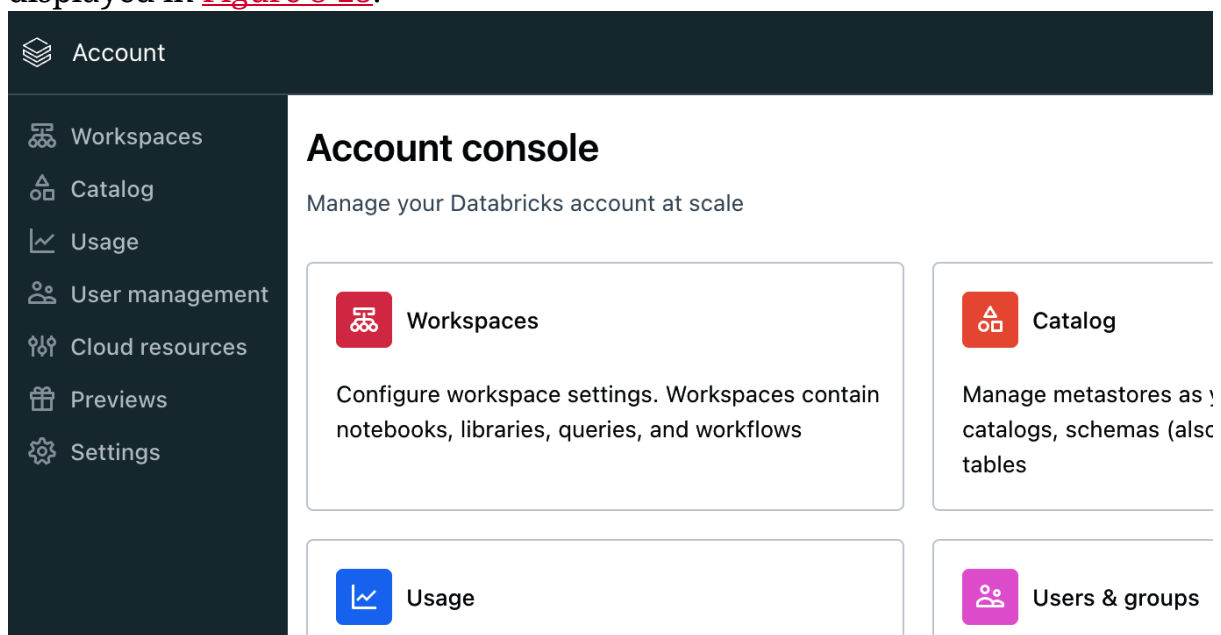 Account
Workspaces
Catalog
Usage
User management
Cloud resources
Previews
Settings
Account console
Manage your Databricks account at scale
Workspaces
Configure workspace settings. Workspaces contain
notebooks, libraries, queries, and workflows
Catalog
Manage metastores as
catalogs, schemas (also
tables
Usage
Users & groups